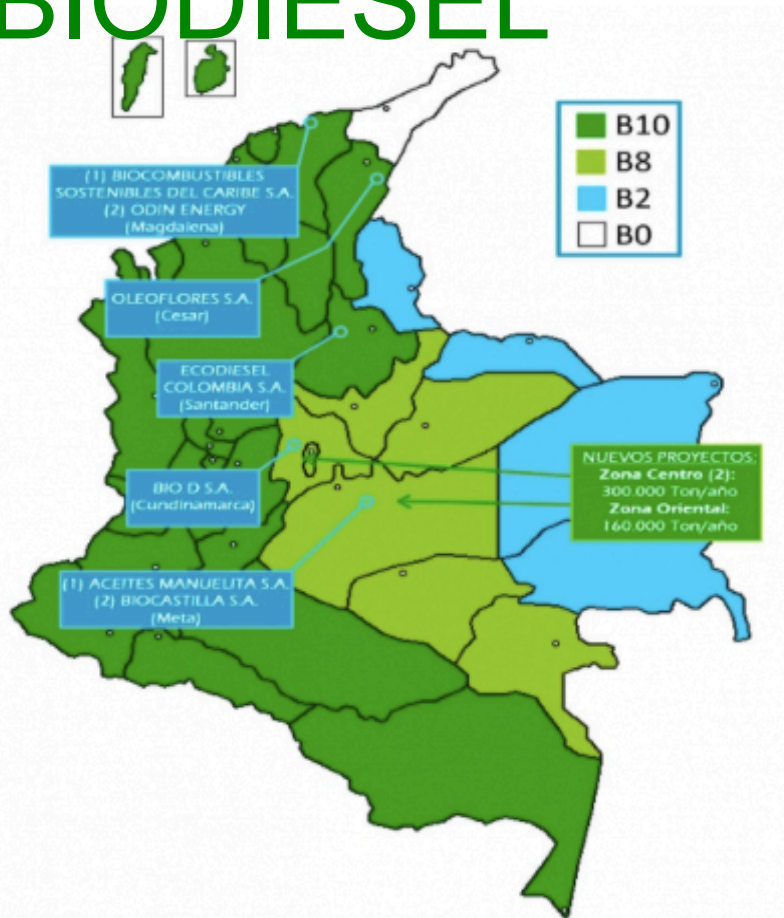 BIODIESEL
B10
B8
B2
B0
(1) BIOCOMBUSTIBLES
SOSTENIBLES DEL CARIBE S.A.
(2) ODIN ENERGY
(Magdalena)
OLEOFLORES S.A.
(Cesar)
ECODIESEL
COLOMBIA S.A.
(Santander)
BIO D S.A.
(Cundinamarca)
(1) ACEITES MANUELITA S.A.
(2) BIOCASTILLA S.A.
(Meta)
NUEVOS PROYECTOS:
Zona Centro (2):
300.000 Ton/año
Zona Oriental:
160.000 Ton/año